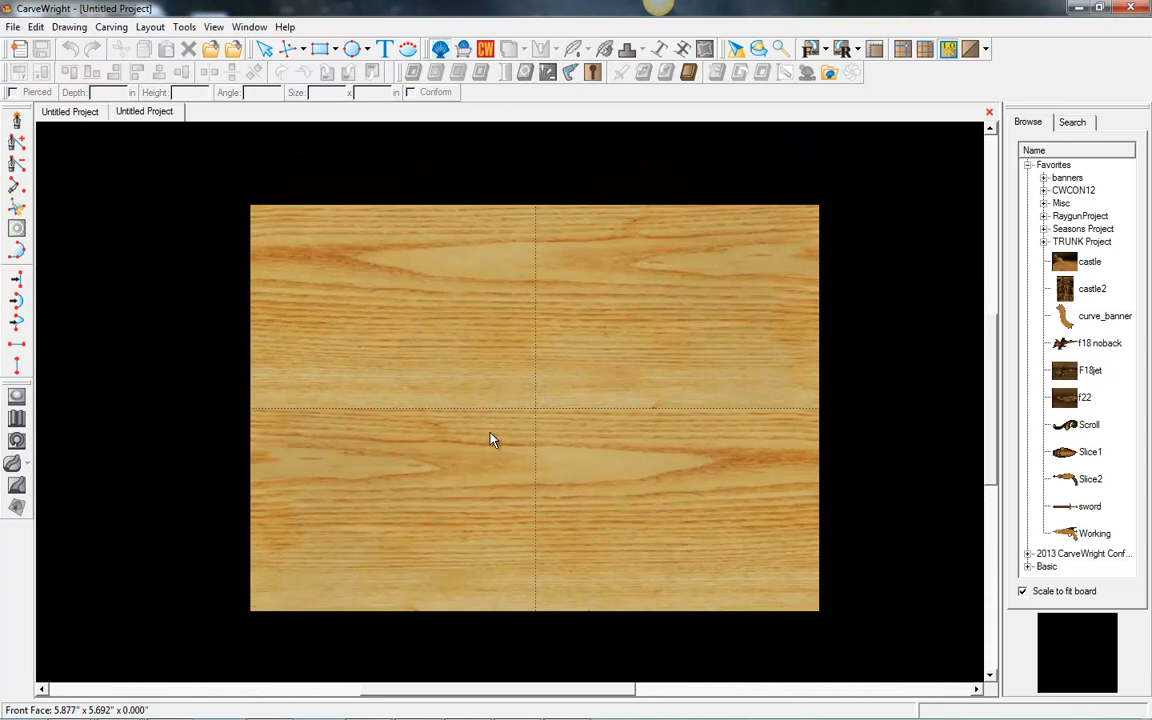 CarveWright - [Untitled Project]
File Edit Drawing Carving Layout Tools View Window Help
CW
Pierced Depth: in Height: in Angle: Size: x in Conform
Untitled Project Untitled Project
Browse Search
Name
Favorites
banners
CWCON12
Misc
RaygunProject
Seasons Project
TRUNK Project
castle
castle2
curve_banner
f18 noback
F18jet
f22
Scroll
Slice1
Slice2
sword
Working
2013 CarveWright Conf...
Basic
Scale to fit board
Front Face: 5.877" x 5.692" x 0.000"